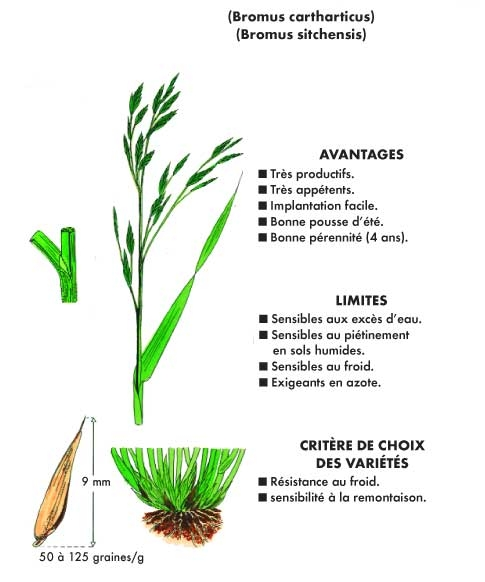 (Bromus cartharticus)
(Bromus sitchensis)
AVANTAGES
■ Très productifs.
■ Très appétents.
■ Implantation facile.
■ Bonne pousse d'été.
■ Bonne pérennité (4 ans).
LIMITES
■ Sensibles aux excès d'eau.
■ Sensibles au piétinement
en sols humides.
■ Sensibles au froid.
■ Exigeants en azote.
CRITÈRE DE CHOIX
DES VARIÉTÉS
■ Résistance au froid.
■ sensibilité à la remontaison.
9 mm
50 à 125 graines/g